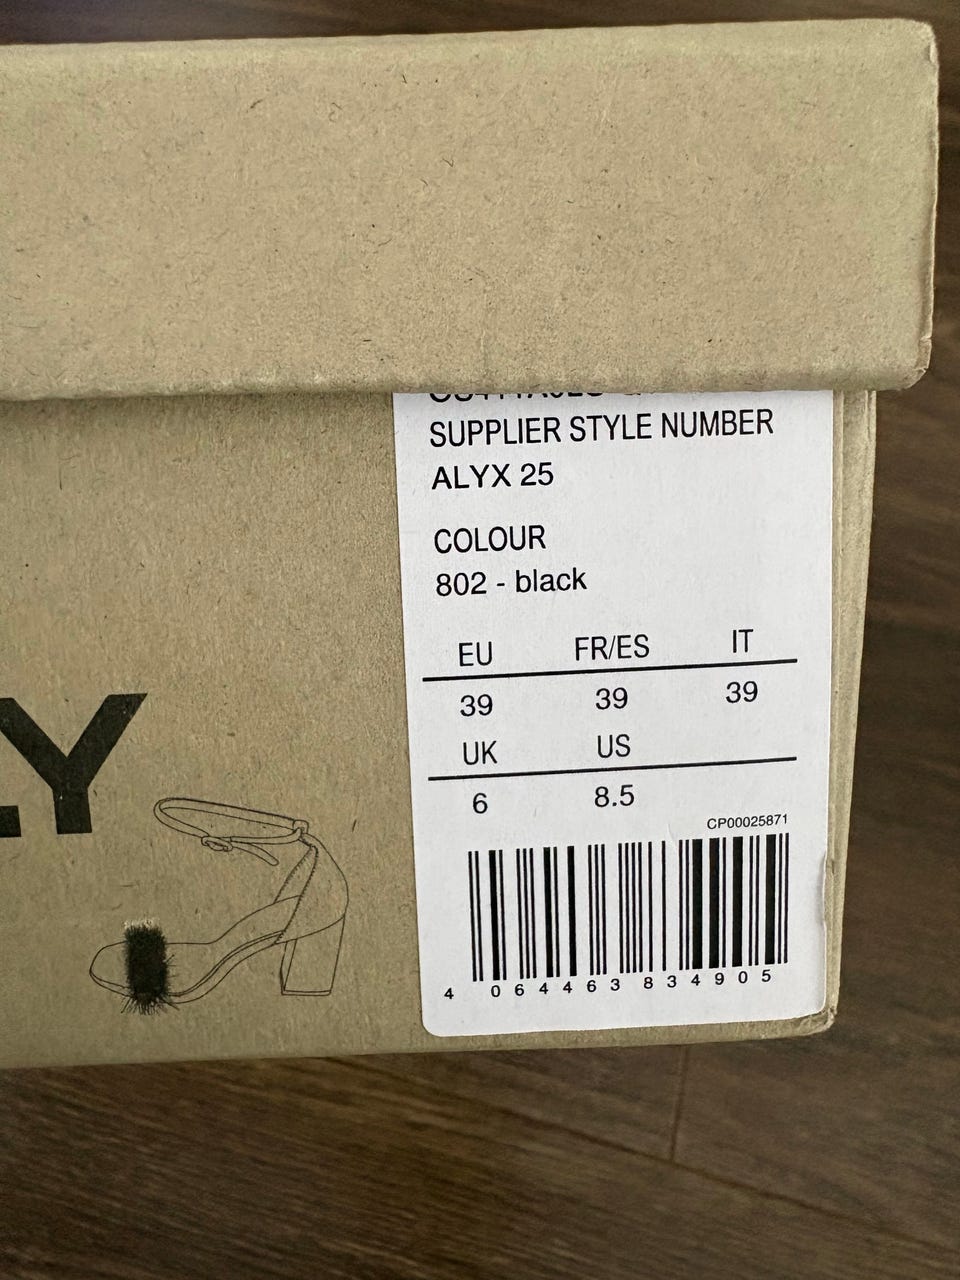 SUPPLIER STYLE NUMBER
ALYX 25
COLOUR
802 - black
EU FR/ES IT
39 39 39
UK US
6 8.5
CP00025871
LY
4 064463 834905